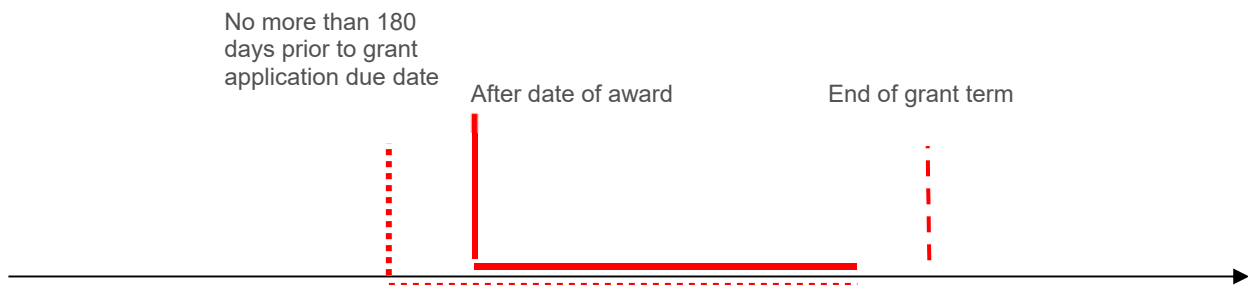 No more than 180
days prior to grant
application due date
After date of award
End of grant term